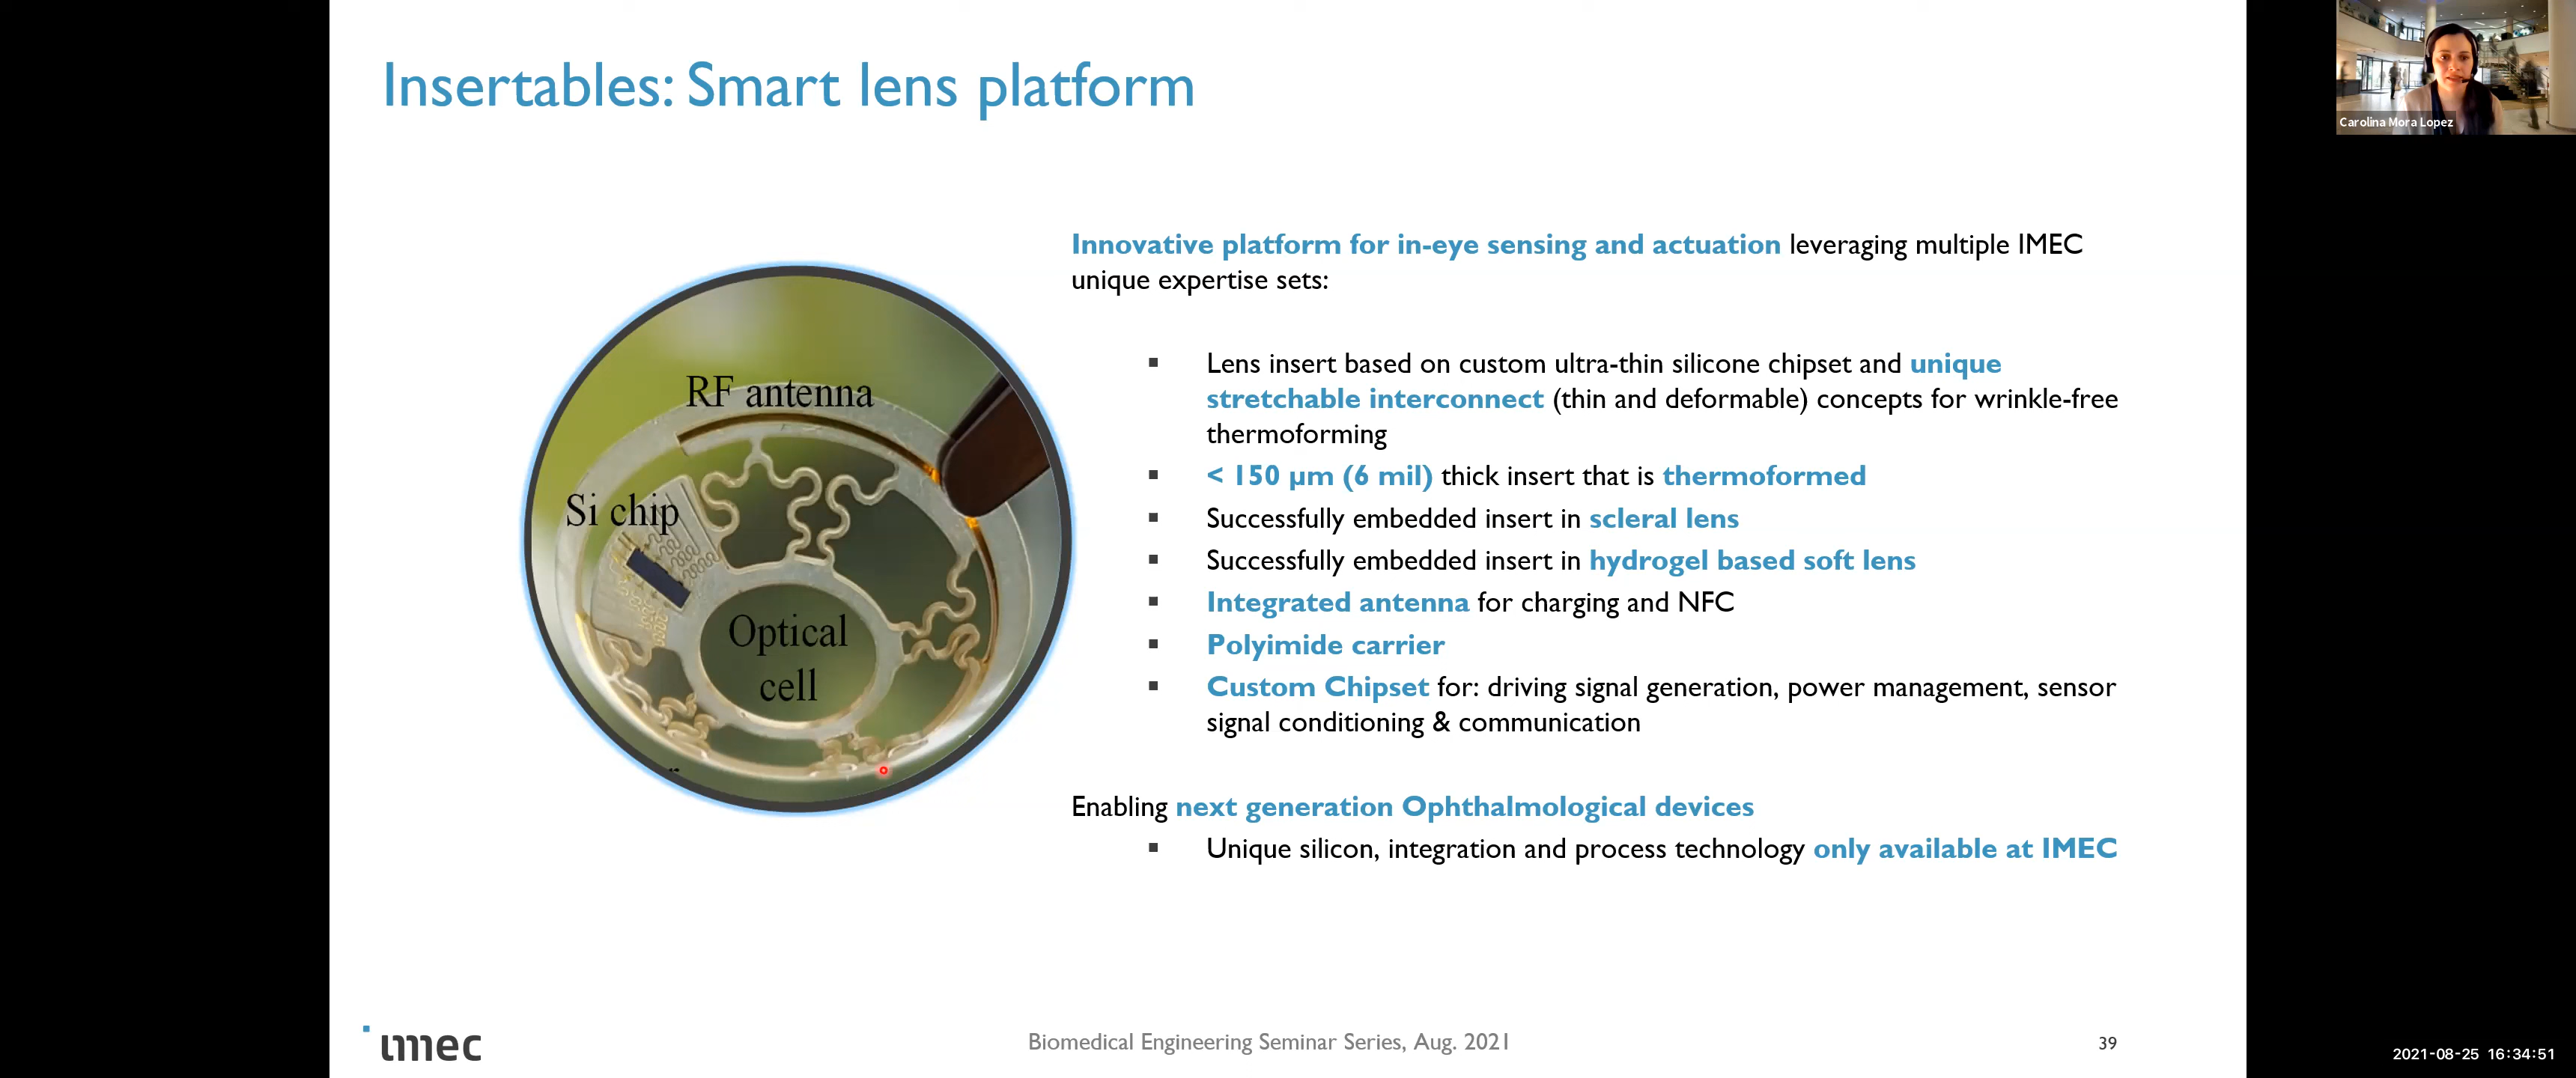 Insertables: Smart lens platform
Carolina Mora Lopez
RF antenna
Si chip
Optical
cell
Innovative platform for in-eye sensing and actuation leveraging multiple IMEC
unique expertise sets:
▪ Lens insert based on custom ultra-thin silicone chipset and unique
stretchable interconnect (thin and deformable) concepts for wrinkle-free
thermoforming
▪ < 150 µm (6 mil) thick insert that is thermoformed
▪ Successfully embedded insert in scleral lens
▪ Successfully embedded insert in hydrogel based soft lens
▪ Integrated antenna for charging and NFC
▪ Polyimide carrier
▪ Custom Chipset for: driving signal generation, power management, sensor
signal conditioning & communication
Enabling next generation Ophthalmological devices
▪ Unique silicon, integration and process technology only available at IMEC
imec
Biomedical Engineering Seminar Series, Aug. 2021
39
2021-08-25 16:34:51